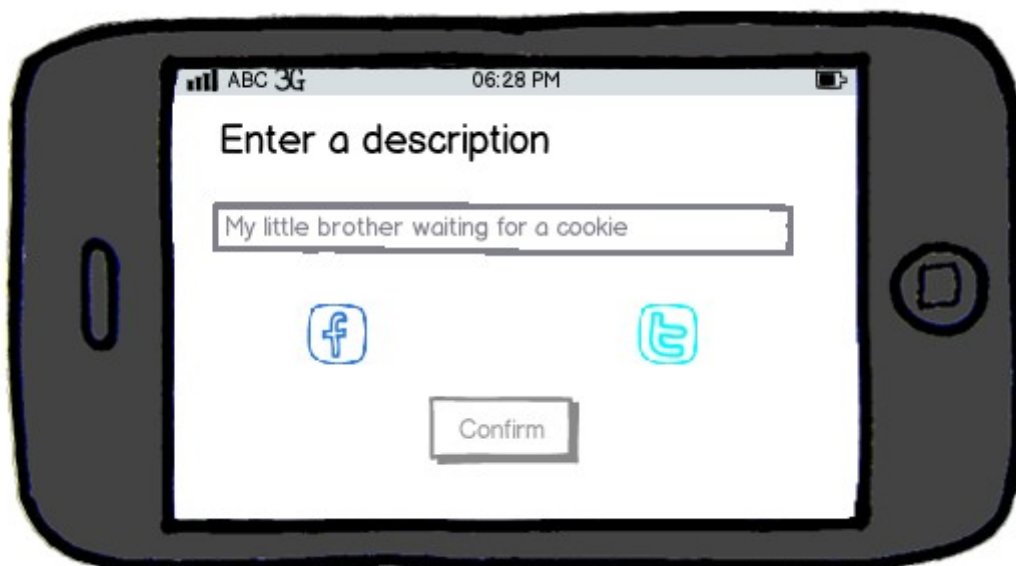 ABC 3G 06:28 PM
Enter a description
My little brother waiting for a cookie
f t
Confirm